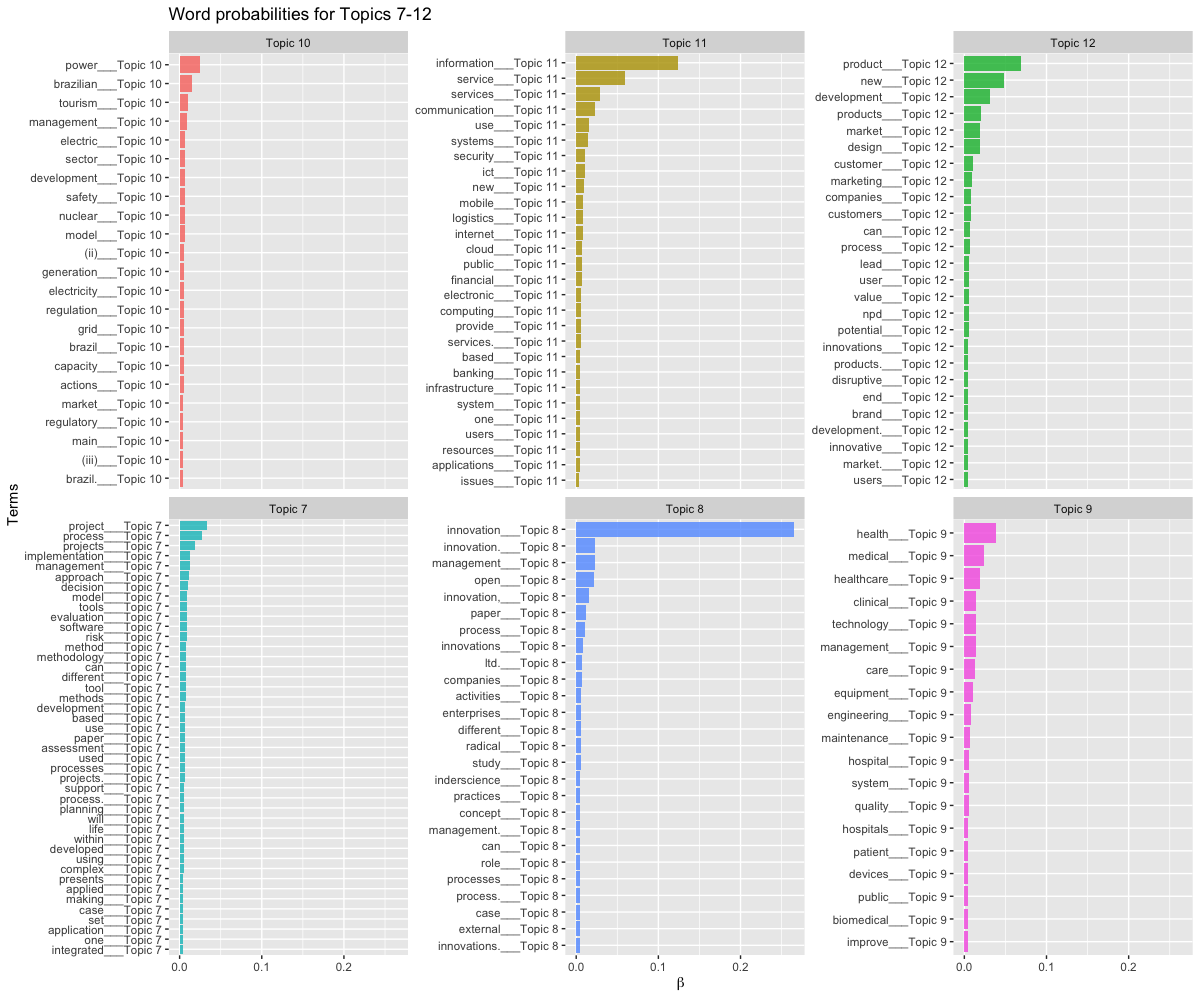 Word probabilities for Topics 7-12
Topic 10
power___Topic 10
brazilian___Topic 10
tourism___Topic 10
management___Topic 10
electric___Topic 10
sector___Topic 10
development___Topic 10
safety___Topic 10
nuclear___Topic 10
model___Topic 10
(ii)___Topic 10
generation___Topic 10
electricity___Topic 10
regulation___Topic 10
grid___Topic 10
brazil___Topic 10
capacity___Topic 10
actions___Topic 10
market___Topic 10
regulatory___Topic 10
main___Topic 10
(iii)___Topic 10
brazil.___Topic 10
Topic 11
information___Topic 11
service___Topic 11
services___Topic 11
communication___Topic 11
use___Topic 11
systems___Topic 11
security___Topic 11
ict___Topic 11
new___Topic 11
mobile___Topic 11
logistics___Topic 11
internet___Topic 11
cloud___Topic 11
public___Topic 11
financial___Topic 11
electronic___Topic 11
computing___Topic 11
provide___Topic 11
services.___Topic 11
based___Topic 11
banking___Topic 11
infrastructure___Topic 11
system___Topic 11
one___Topic 11
users___Topic 11
resources___Topic 11
applications___Topic 11
issues___Topic 11
Topic 12
product___Topic 12
new___Topic 12
development___Topic 12
products___Topic 12
market___Topic 12
design___Topic 12
customer___Topic 12
marketing___Topic 12
companies___Topic 12
customers___Topic 12
can___Topic 12
process___Topic 12
lead___Topic 12
user___Topic 12
value___Topic 12
npd___Topic 12
potential___Topic 12
innovations___Topic 12
products.___Topic 12
disruptive___Topic 12
end___Topic 12
brand___Topic 12
development.___Topic 12
innovative___Topic 12
market.___Topic 12
users___Topic 12
Terms
Topic 7
project___Topic 7
process___Topic 7
projects___Topic 7
implementation___Topic 7
management___Topic 7
approach___Topic 7
decision___Topic 7
model___Topic 7
tools___Topic 7
evaluation___Topic 7
software___Topic 7
risk___Topic 7
method___Topic 7
methodology___Topic 7
can___Topic 7
different___Topic 7
tool___Topic 7
methods___Topic 7
development___Topic 7
based___Topic 7
use___Topic 7
paper___Topic 7
assessment___Topic 7
used___Topic 7
processes___Topic 7
projects.___Topic 7
support___Topic 7
process.___Topic 7
planning___Topic 7
will___Topic 7
life___Topic 7
within___Topic 7
developed___Topic 7
using___Topic 7
complex___Topic 7
presents___Topic 7
applied___Topic 7
making___Topic 7
case___Topic 7
set___Topic 7
application___Topic 7
one___Topic 7
integrated___Topic 7
0.0 0.1 0.2
Topic 8
innovation___Topic 8
innovation.___Topic 8
management___Topic 8
open___Topic 8
innovation,___Topic 8
paper___Topic 8
process___Topic 8
innovations___Topic 8
ltd.___Topic 8
companies___Topic 8
activities___Topic 8
enterprises___Topic 8
different___Topic 8
radical___Topic 8
study___Topic 8
inderscience___Topic 8
practices___Topic 8
concept___Topic 8
management.___Topic 8
can___Topic 8
role___Topic 8
processes___Topic 8
process.___Topic 8
case___Topic 8
external___Topic 8
innovations.___Topic 8
0.0 0.1 0.2
β
Topic 9
health___Topic 9
medical___Topic 9
healthcare___Topic 9
clinical___Topic 9
technology___Topic 9
management___Topic 9
care___Topic 9
equipment___Topic 9
engineering___Topic 9
maintenance___Topic 9
hospital___Topic 9
system___Topic 9
quality___Topic 9
hospitals___Topic 9
patient___Topic 9
devices___Topic 9
public___Topic 9
biomedical___Topic 9
improve___Topic 9
0.0 0.1 0.2